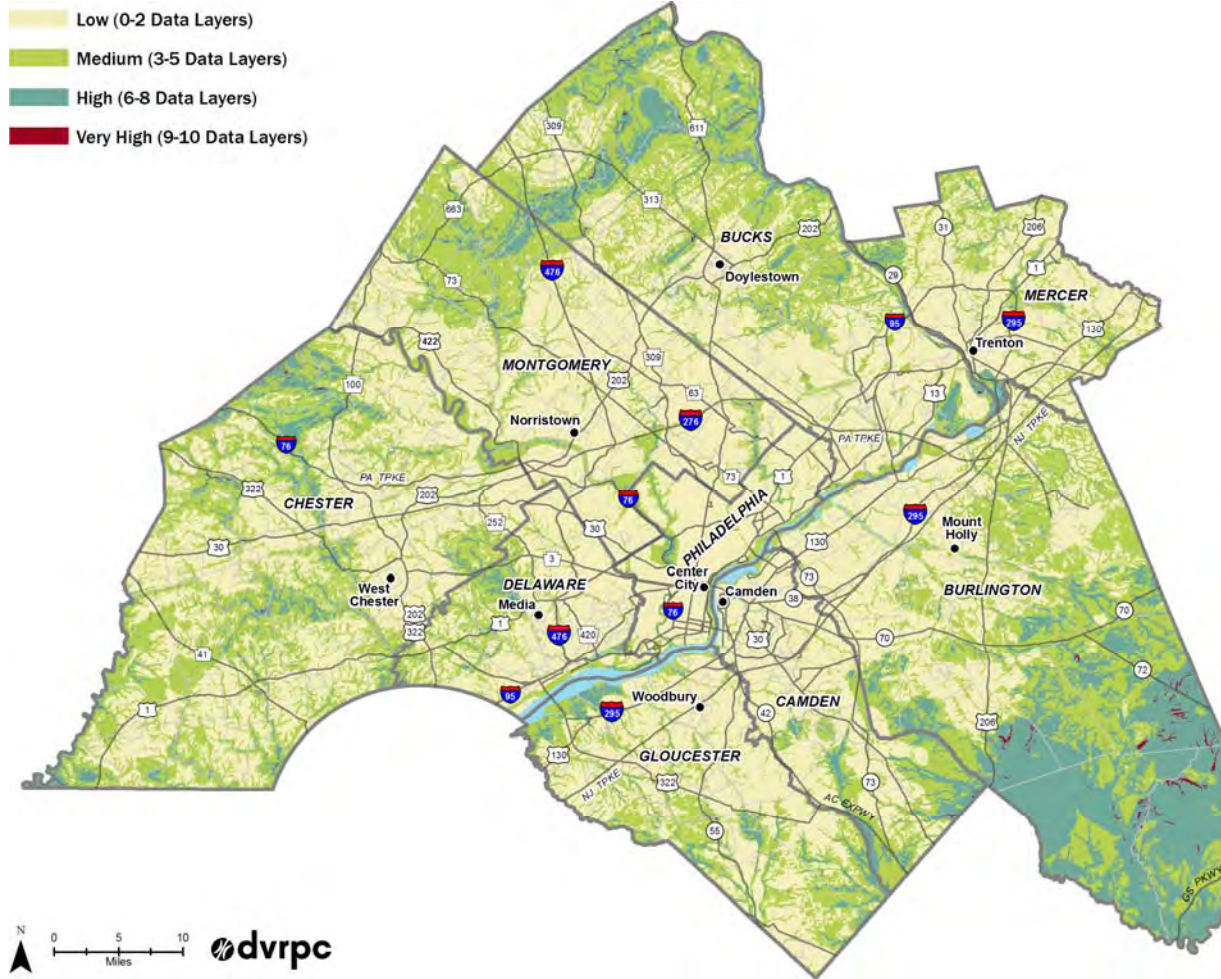 Low (0-2 Data Layers)
Medium (3-5 Data Layers)
High (6-8 Data Layers)
Very High (9-10 Data Layers)
309
611
663
313
BUCKS
202
31
206
476
Doylestown
29
1
73
MERCER
95
295
130
422
Trenton
309
MONTGOMERY
202
100
63
13
Norristown
276
76
PA TPKE
NJ TPKE
PA TPKE
73
1
322
CHESTER
202
76
PHILADELPHIA
295
252
30
Mount
Holly
30
130
3
Center
City
73
West
Chester
DELAWARE
Camden
38
BURLINGTON
Media
76
202
322
1
476
420
30
70
70
41
72
95
Woodbury
295
42
CAMDEN
1
206
130
GLOUCESTER
NJ TPKE
322
73
AC EXPWY
55
GS PKWY
N
0 5 10
Miles
dvrpc